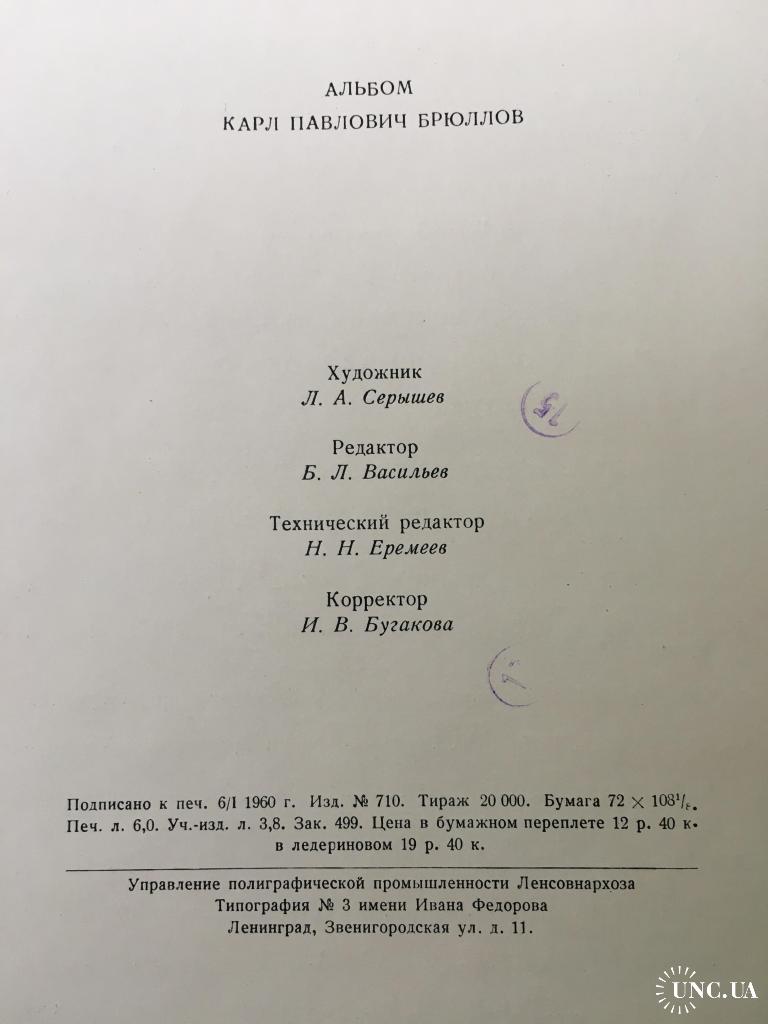 АЛЬБОМ
КАРЛ ПАВЛОВИЧ БРЮЛЛОВ
Художник
Л. А. Серышев
15
Редактор
Б. Л. Васильев
Технический редактор
Н. Н. Еремеев
Корректор
И. В. Бугакова
Подписано к печ. 6/I 1960 г. Изд. № 710. Тираж 20 000. Бумага 72 × 108¹/₈.
Печ. л. 6,0. Уч.-изд. л. 3,8. Зак. 499. Цена в бумажном переплете 12 р. 40 к.
в ледериновом 19 р. 40 к.
Управление полиграфической промышленности Ленсовнархоза
Типография № 3 имени Ивана Федорова
Ленинград, Звенигородская ул. д. 11.
UNC.UA